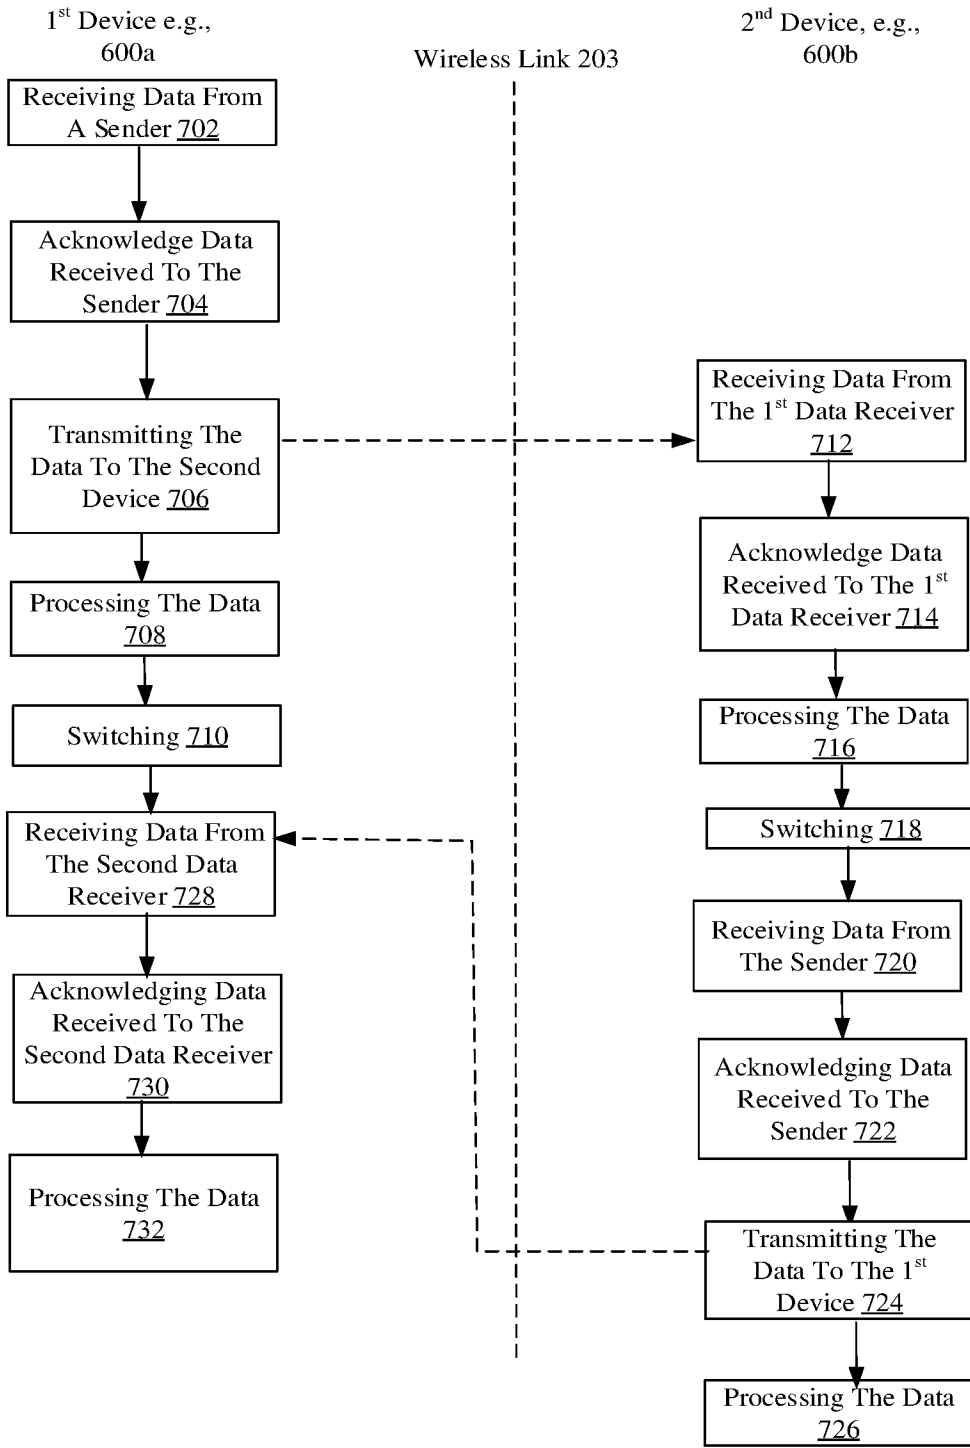 1st Device e.g.,
600a
Wireless Link 203
2nd Device, e.g.,
600b
Receiving Data From
A Sender 702
Acknowledge Data
Received To The
Sender 704
Transmitting The
Data To The Second
Device 706
Processing The Data
708
Switching 710
Receiving Data From
The Second Data
Receiver 728
Acknowledging Data
Received To The
Second Data Receiver
730
Processing The Data
732
Receiving Data From
The 1st Data Receiver
712
Acknowledge Data
Received To The 1st
Data Receiver 714
Processing The Data
716
Switching 718
Receiving Data From
The Sender 720
Acknowledging Data
Received To The
Sender 722
Transmitting The
Data To The 1st
Device 724
Processing The Data
726